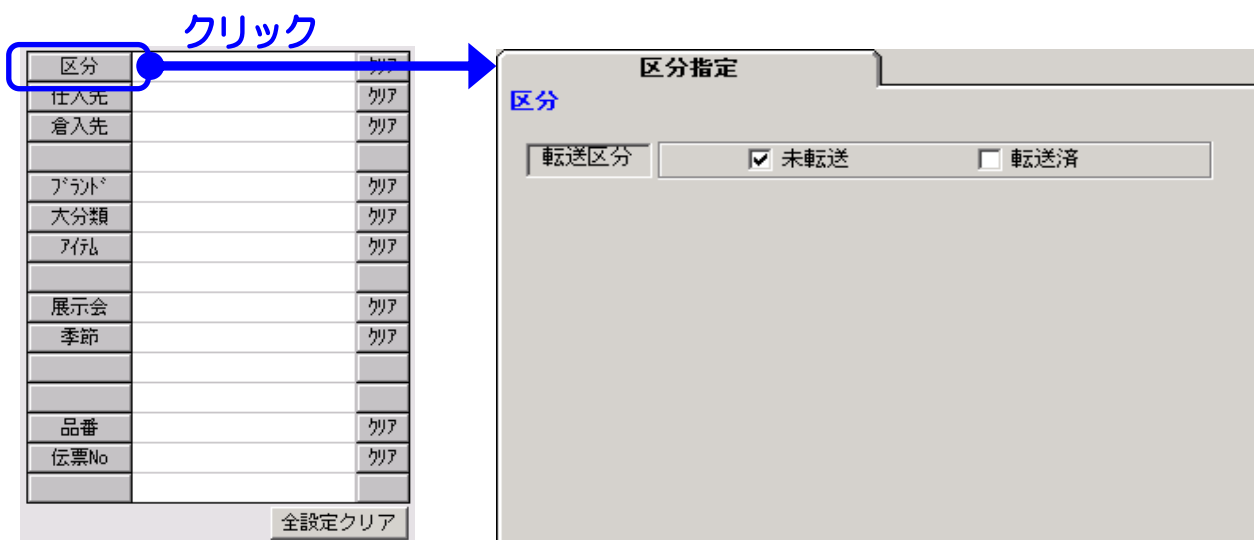 クリック
区分 ｸﾘｱ
仕入先 ｸﾘｱ
倉入先 ｸﾘｱ
ﾌﾞﾗﾝﾄﾞ ｸﾘｱ
大分類 ｸﾘｱ
ｱｲﾃﾑ ｸﾘｱ
展示会 ｸﾘｱ
季節 ｸﾘｱ
品番 ｸﾘｱ
伝票No ｸﾘｱ
全設定クリア
区分指定
区分
転送区分 未転送 転送済